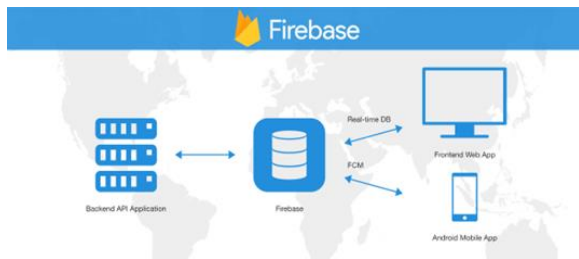 Firebase
Real-time DB
FCM
Frontend Web App
Backend API Application
Firebase
Android Mobile App